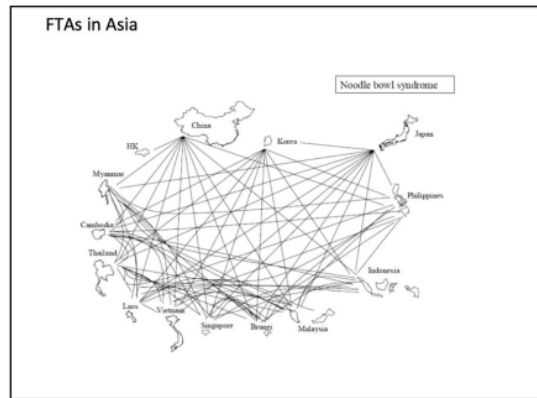 FTAs in Asia
Noodle bowl syndrome
China
Korea
Japan
HK
Myanmar
Philippines
Cambodia
Thailand
Indonesia
Laos
Vietnam
Singapore
Brungi
Malaysia